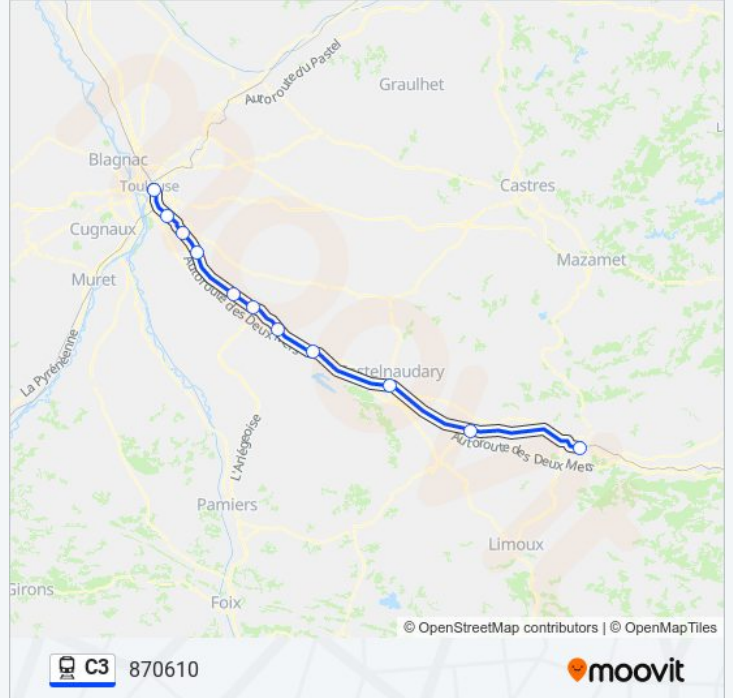 Autoroute du Pastel
Graulhet
Blagnac
Toulouse
Castres
Cugnaux
Mazamet
Muret
Autoroute des Deux Mers
La Pyrénéenne
stelnaudary
Autoroute des Deux Mers
L'Ariégeoise
Pamiers
Limoux
Girons
Foix
© OpenStreetMap contributors | © OpenMapTiles
C3 870610 moovit